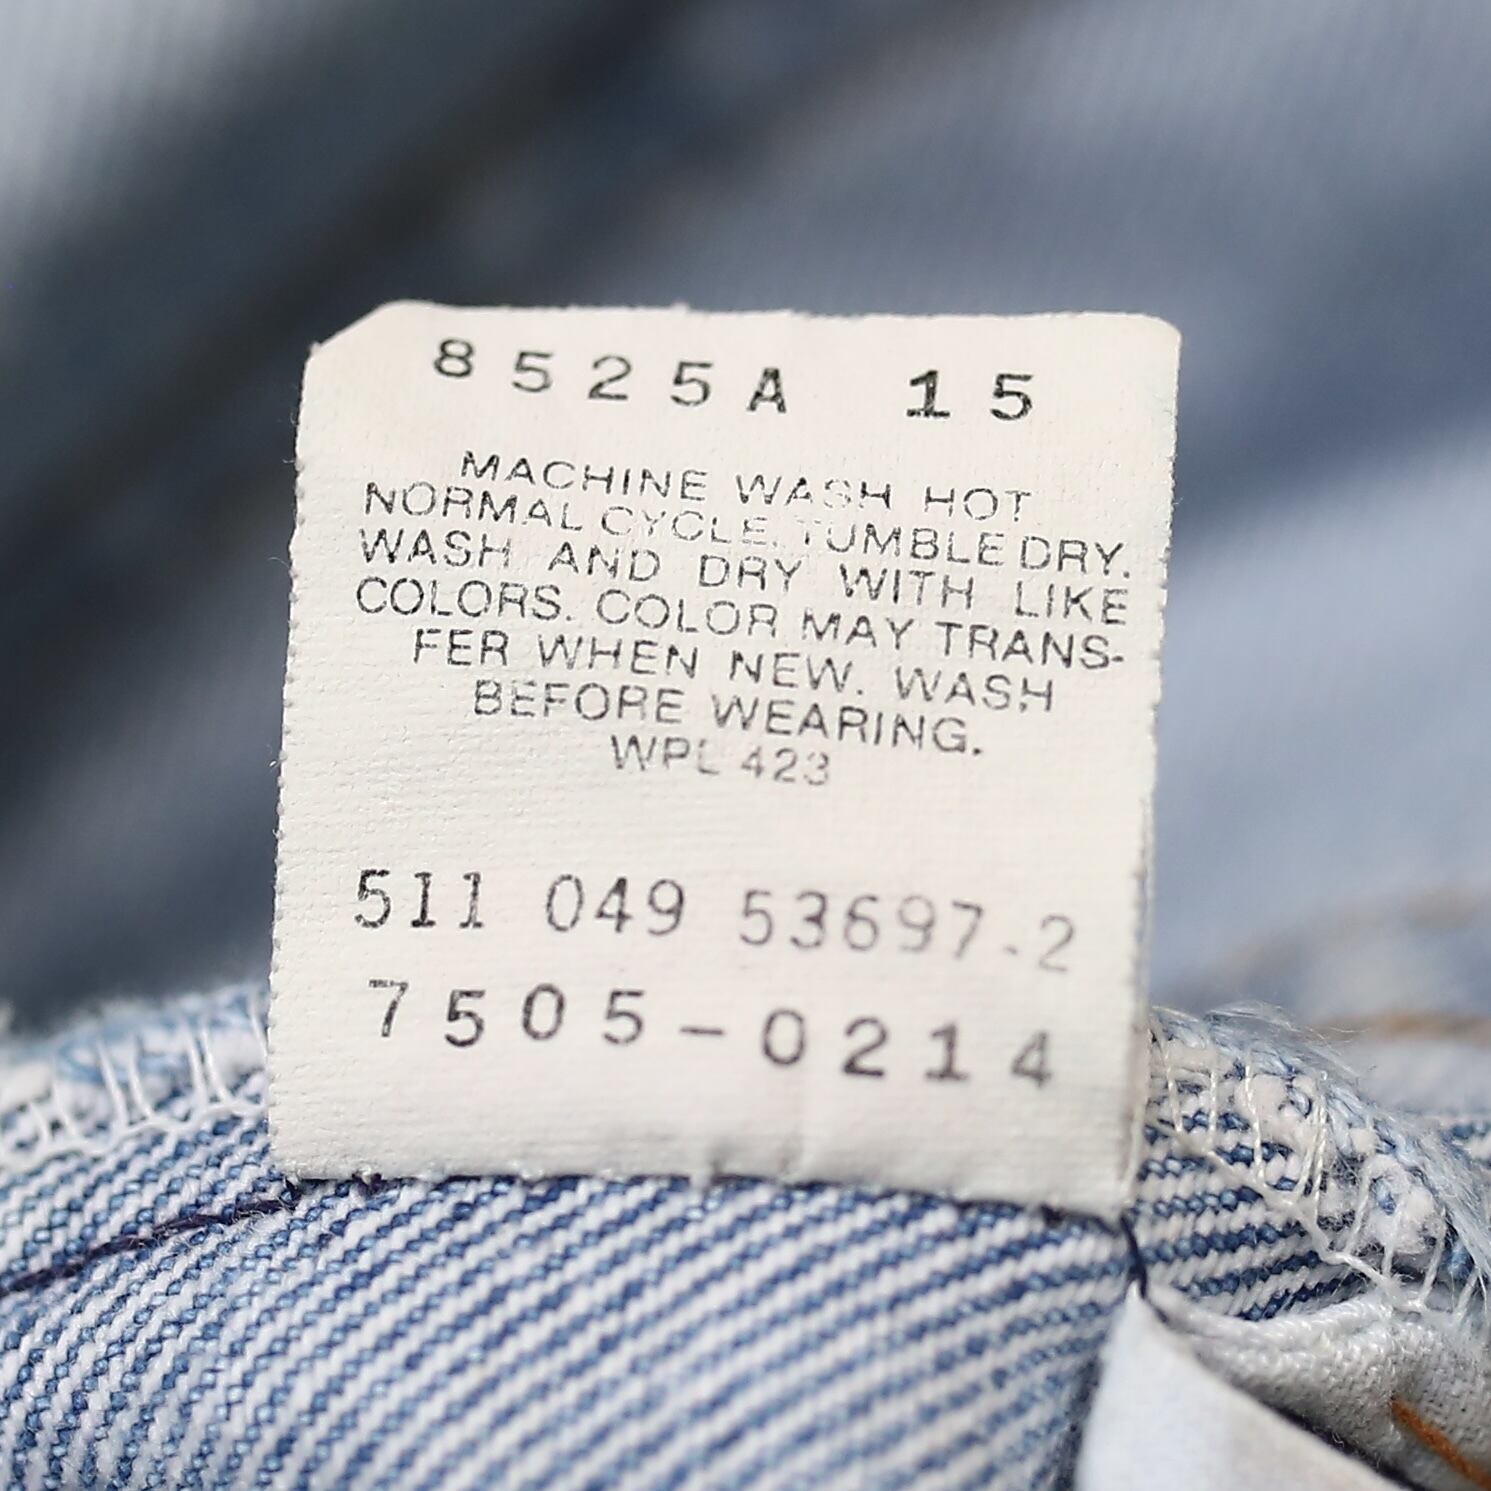 8525A 15
MACHINE WASH HOT
NORMAL CYCLE. TUMBLE DRY.
WASH AND DRY WITH LIKE
COLORS. COLOR MAY TRANS-
FER WHEN NEW. WASH
BEFORE WEARING.
WPL 423
511 049 53697-2
7505-0214